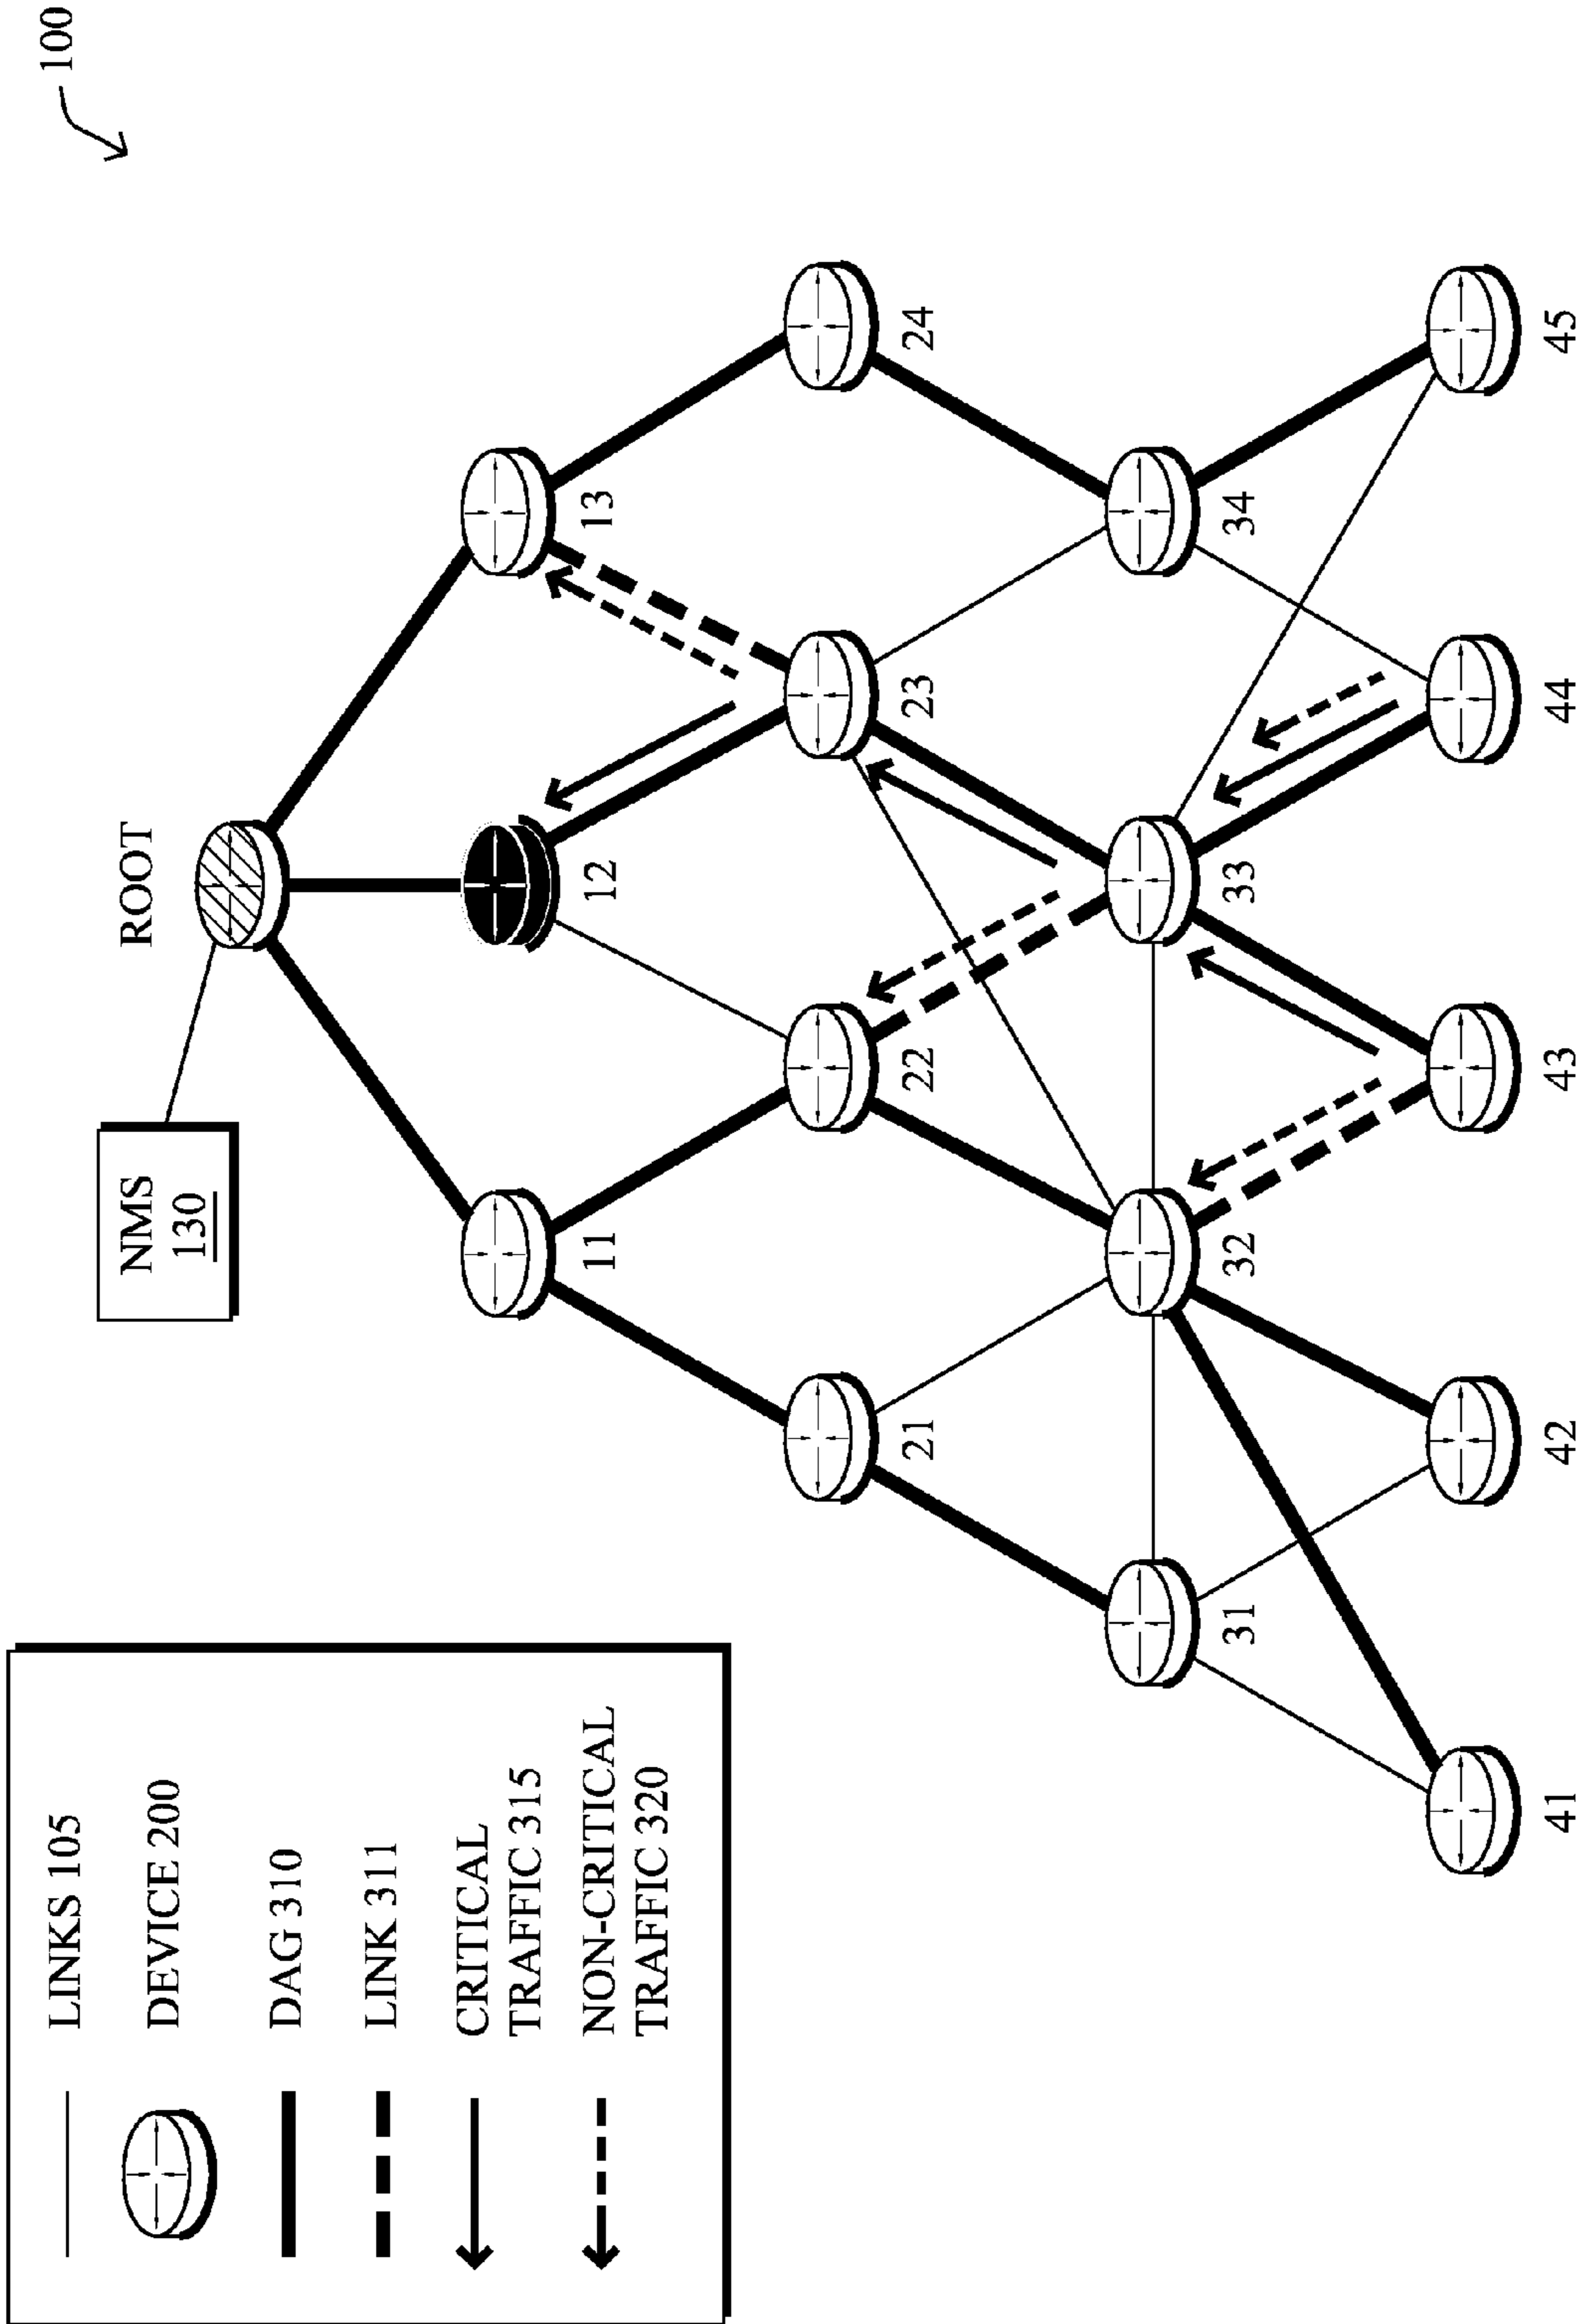 LINKS 105
DEVICE 200
DAG 310
LINK 311
CRITICAL
TRAFFIC 315
NON-CRITICAL
TRAFFIC 320
100
NMS
130
ROOT
11
12
13
21
22
23
24
31
32
33
34
41
42
43
44
45